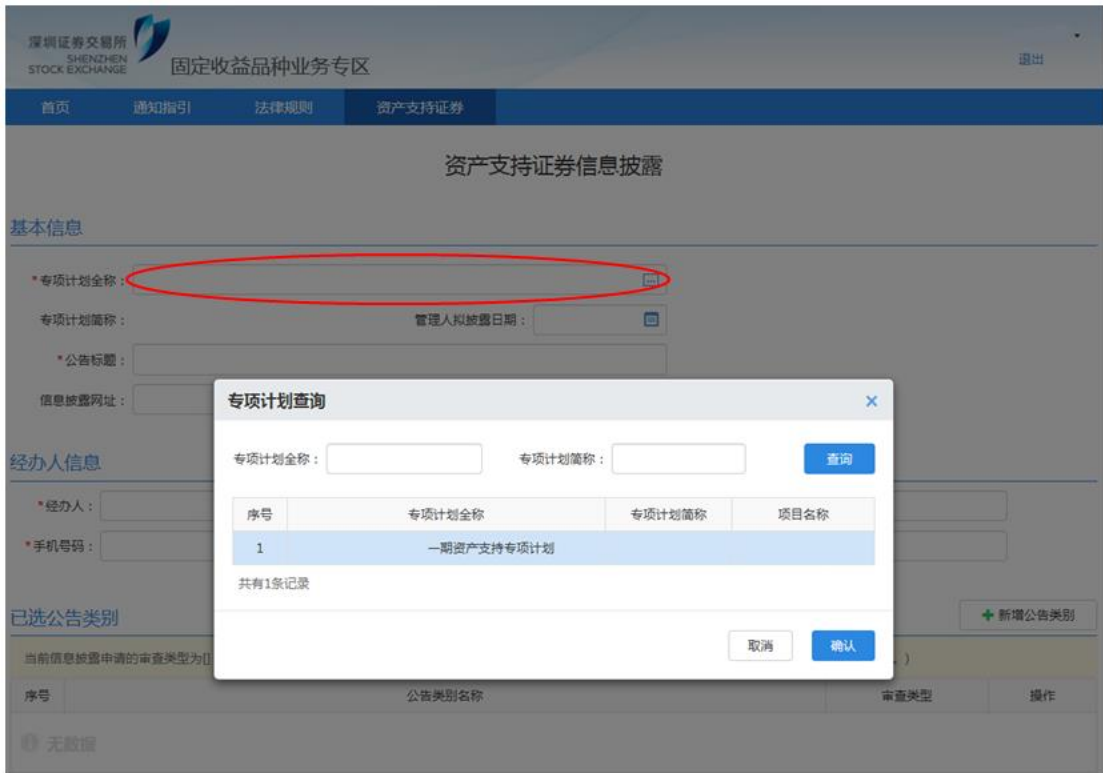 深圳证券交易所
SHENZHEN
STOCK EXCHANGE
固定收益品种业务专区
退出
首页 通知指引 法律规则 资产支持证券
资产支持证券信息披露
基本信息
*专项计划全称：
专项计划简称： 管理人拟披露日期：
*公告标题：
信息披露网址：
专项计划查询
专项计划全称： 专项计划简称： 查询
序号 专项计划全称 专项计划简称 项目名称
1 一期资产支持专项计划
共有1条记录
取消 确认
经办人信息
*经办人：
*手机号码：
已选公告类别 新增公告类别
当前信息披露申请的审查类型为[] 。）
序号 公告类别名称 审查类型 操作
无数据